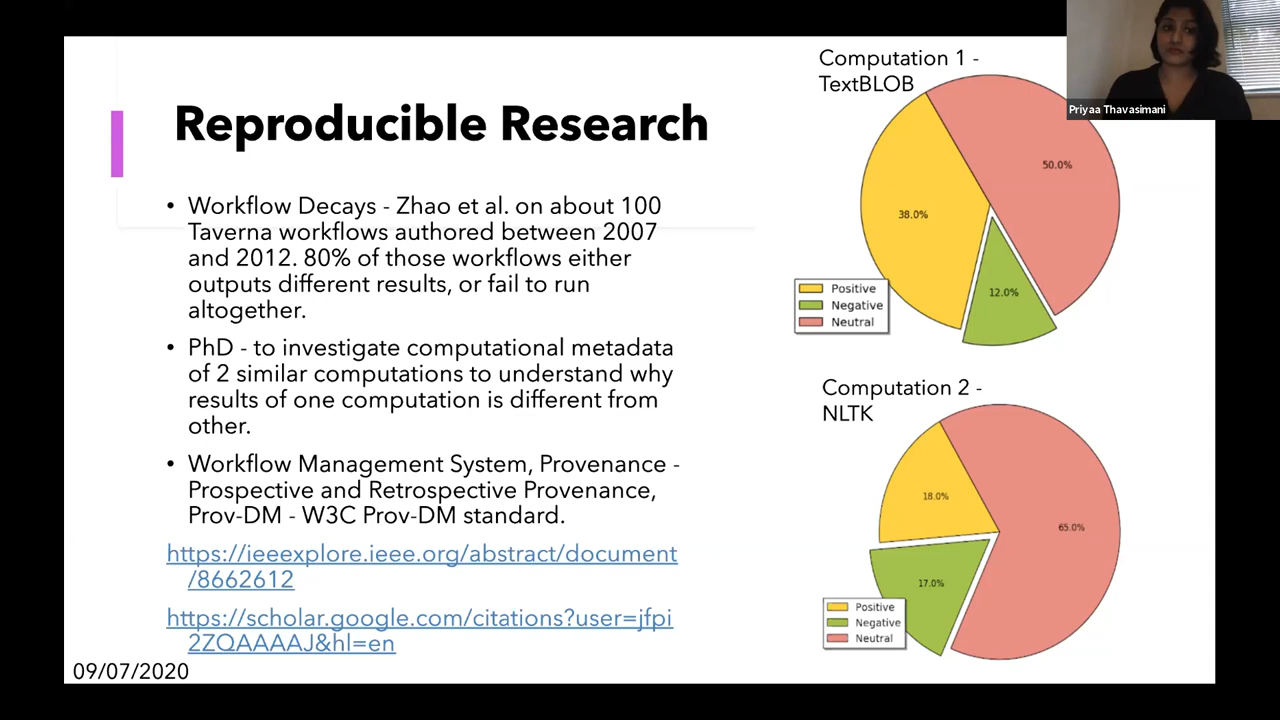 Reproducible Research
• Workflow Decays - Zhao et al. on about 100
Taverna workflows authored between 2007
and 2012. 80% of those workflows either
outputs different results, or fail to run
altogether.
• PhD - to investigate computational metadata
of 2 similar computations to understand why
results of one computation is different from
other.
• Workflow Management System, Provenance -
Prospective and Retrospective Provenance,
Prov-DM - W3C Prov-DM standard.
https://ieeexplore.ieee.org/abstract/document
/8662612
https://scholar.google.com/citations?user=jfpi
2ZQAAAAJ&hl=en
09/07/2020
Computation 1 -
TextBLOB
50.0%
38.0%
12.0%
Positive
Negative
Neutral
Computation 2 -
NLTK
18.0%
65.0%
17.0%
Positive
Negative
Neutral
Priyaa Thavasimani